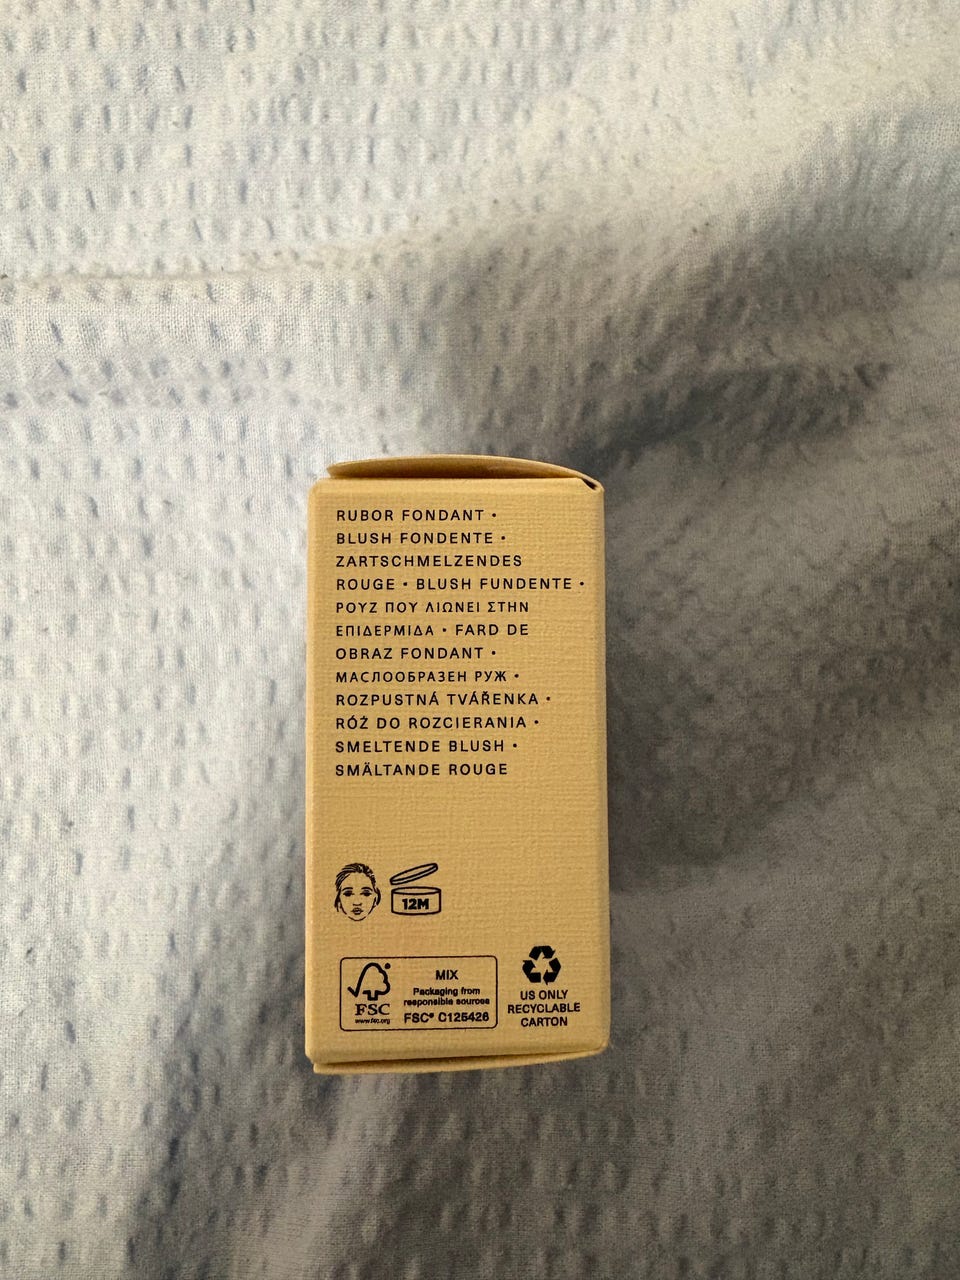 RUBOR FONDANT •
BLUSH FONDENTE •
ZARTSCHMELZENDES
ROUGE • BLUSH FUNDENTE •
ΡΟΥΖ ΠΟΥ ΛΙΩΝΕΙ ΣΤΗΝ
ΕΠΙΔΕΡΜΙΔΑ • FARD DE
OBRAZ FONDANT •
МАСЛООБРАЗЕН РУЖ •
ROZPUSTNÁ TVÁŘENKA •
RÓŻ DO ROZCIERANIA •
SMELTENDE BLUSH •
SMÄLTANDE ROUGE
12M
FSC
www.fsc.org
MIX
Packaging from
responsible sources
FSC® C125426
US ONLY
RECYCLABLE
CARTON